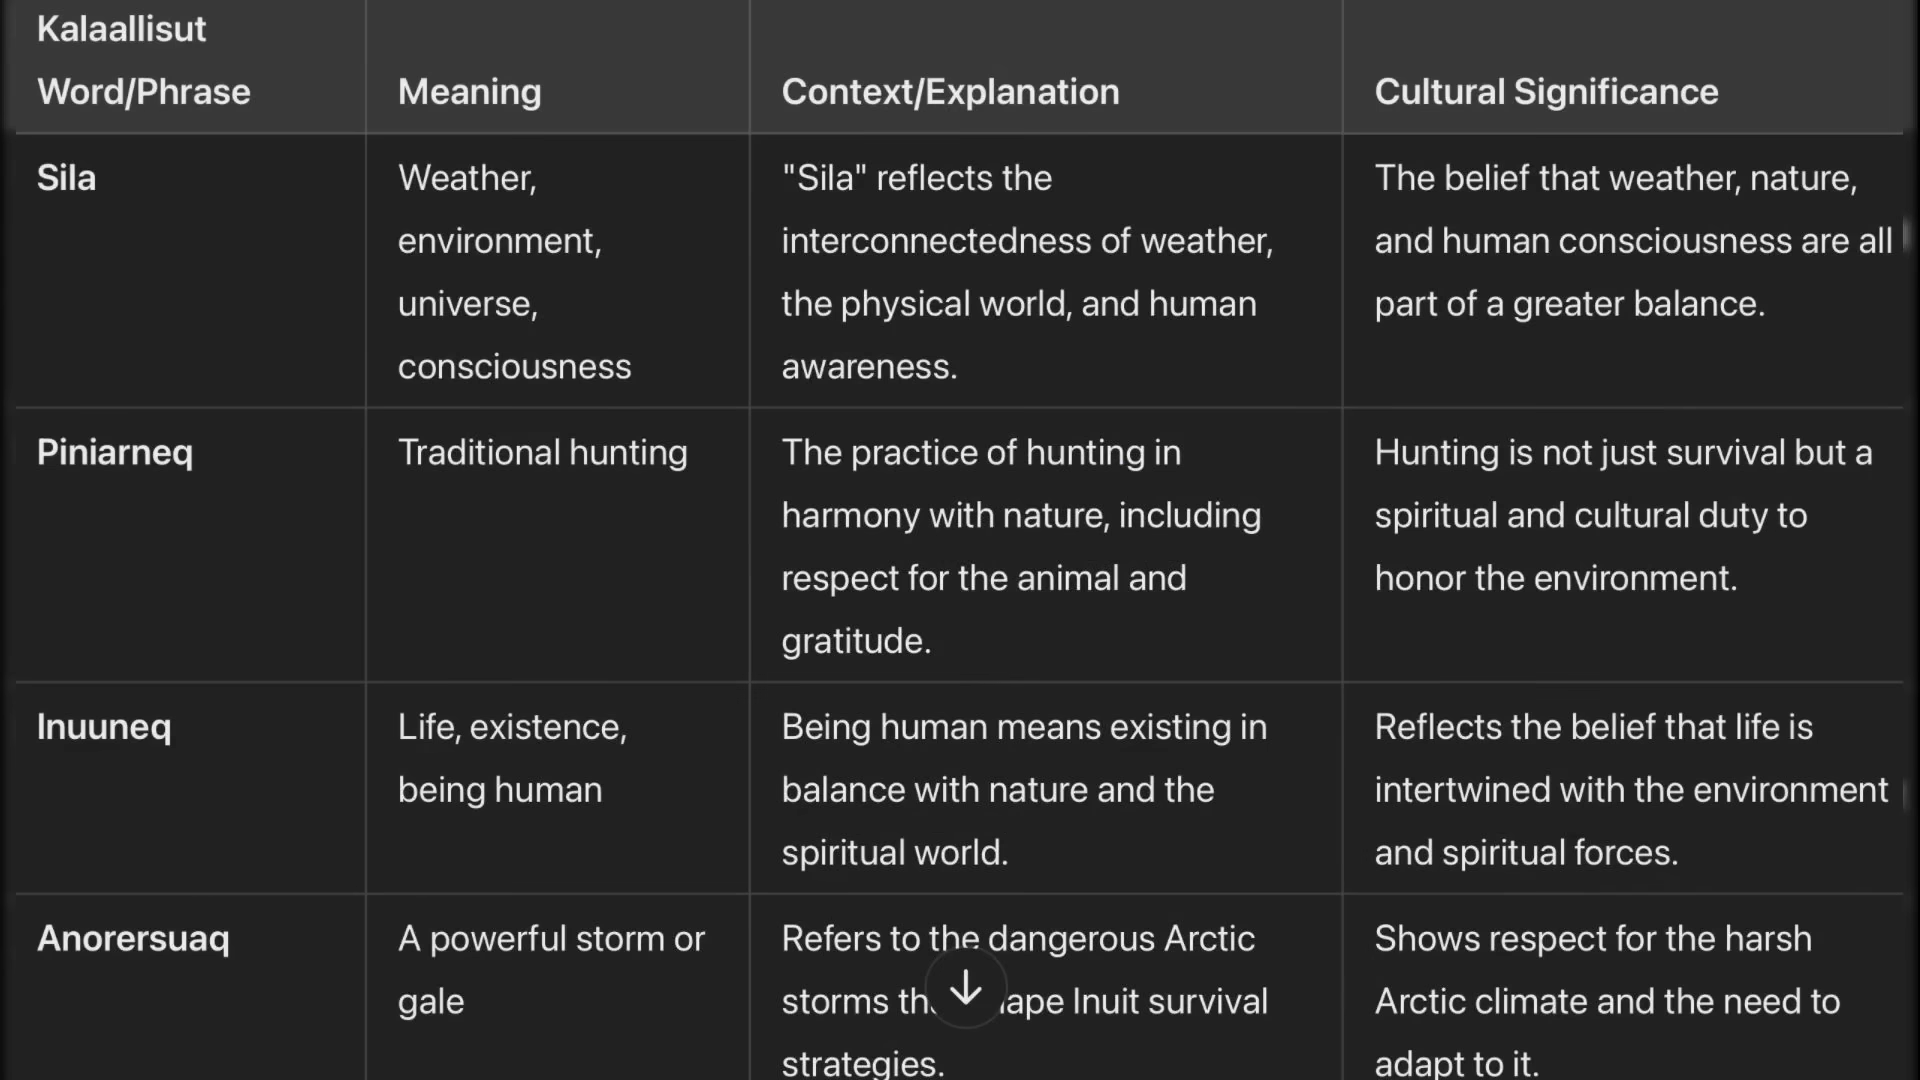 Kalaallisut
Word/Phrase
Meaning
Context/Explanation
Cultural Significance
Sila
Weather,
environment,
universe,
consciousness
"Sila" reflects the
interconnectedness of weather,
the physical world, and human
awareness.
The belief that weather, nature,
and human consciousness are all
part of a greater balance.
Piniarneq
Traditional hunting
The practice of hunting in
harmony with nature, including
respect for the animal and
gratitude.
Hunting is not just survival but a
spiritual and cultural duty to
honor the environment.
Inuuneq
Life, existence,
being human
Being human means existing in
balance with nature and the
spiritual world.
Reflects the belief that life is
intertwined with the environment
and spiritual forces.
Anorersuaq
A powerful storm or
gale
Refers to the dangerous Arctic
storms Inuit survival
strategies.
Shows respect for the harsh
Arctic climate and the need to
adapt to it.